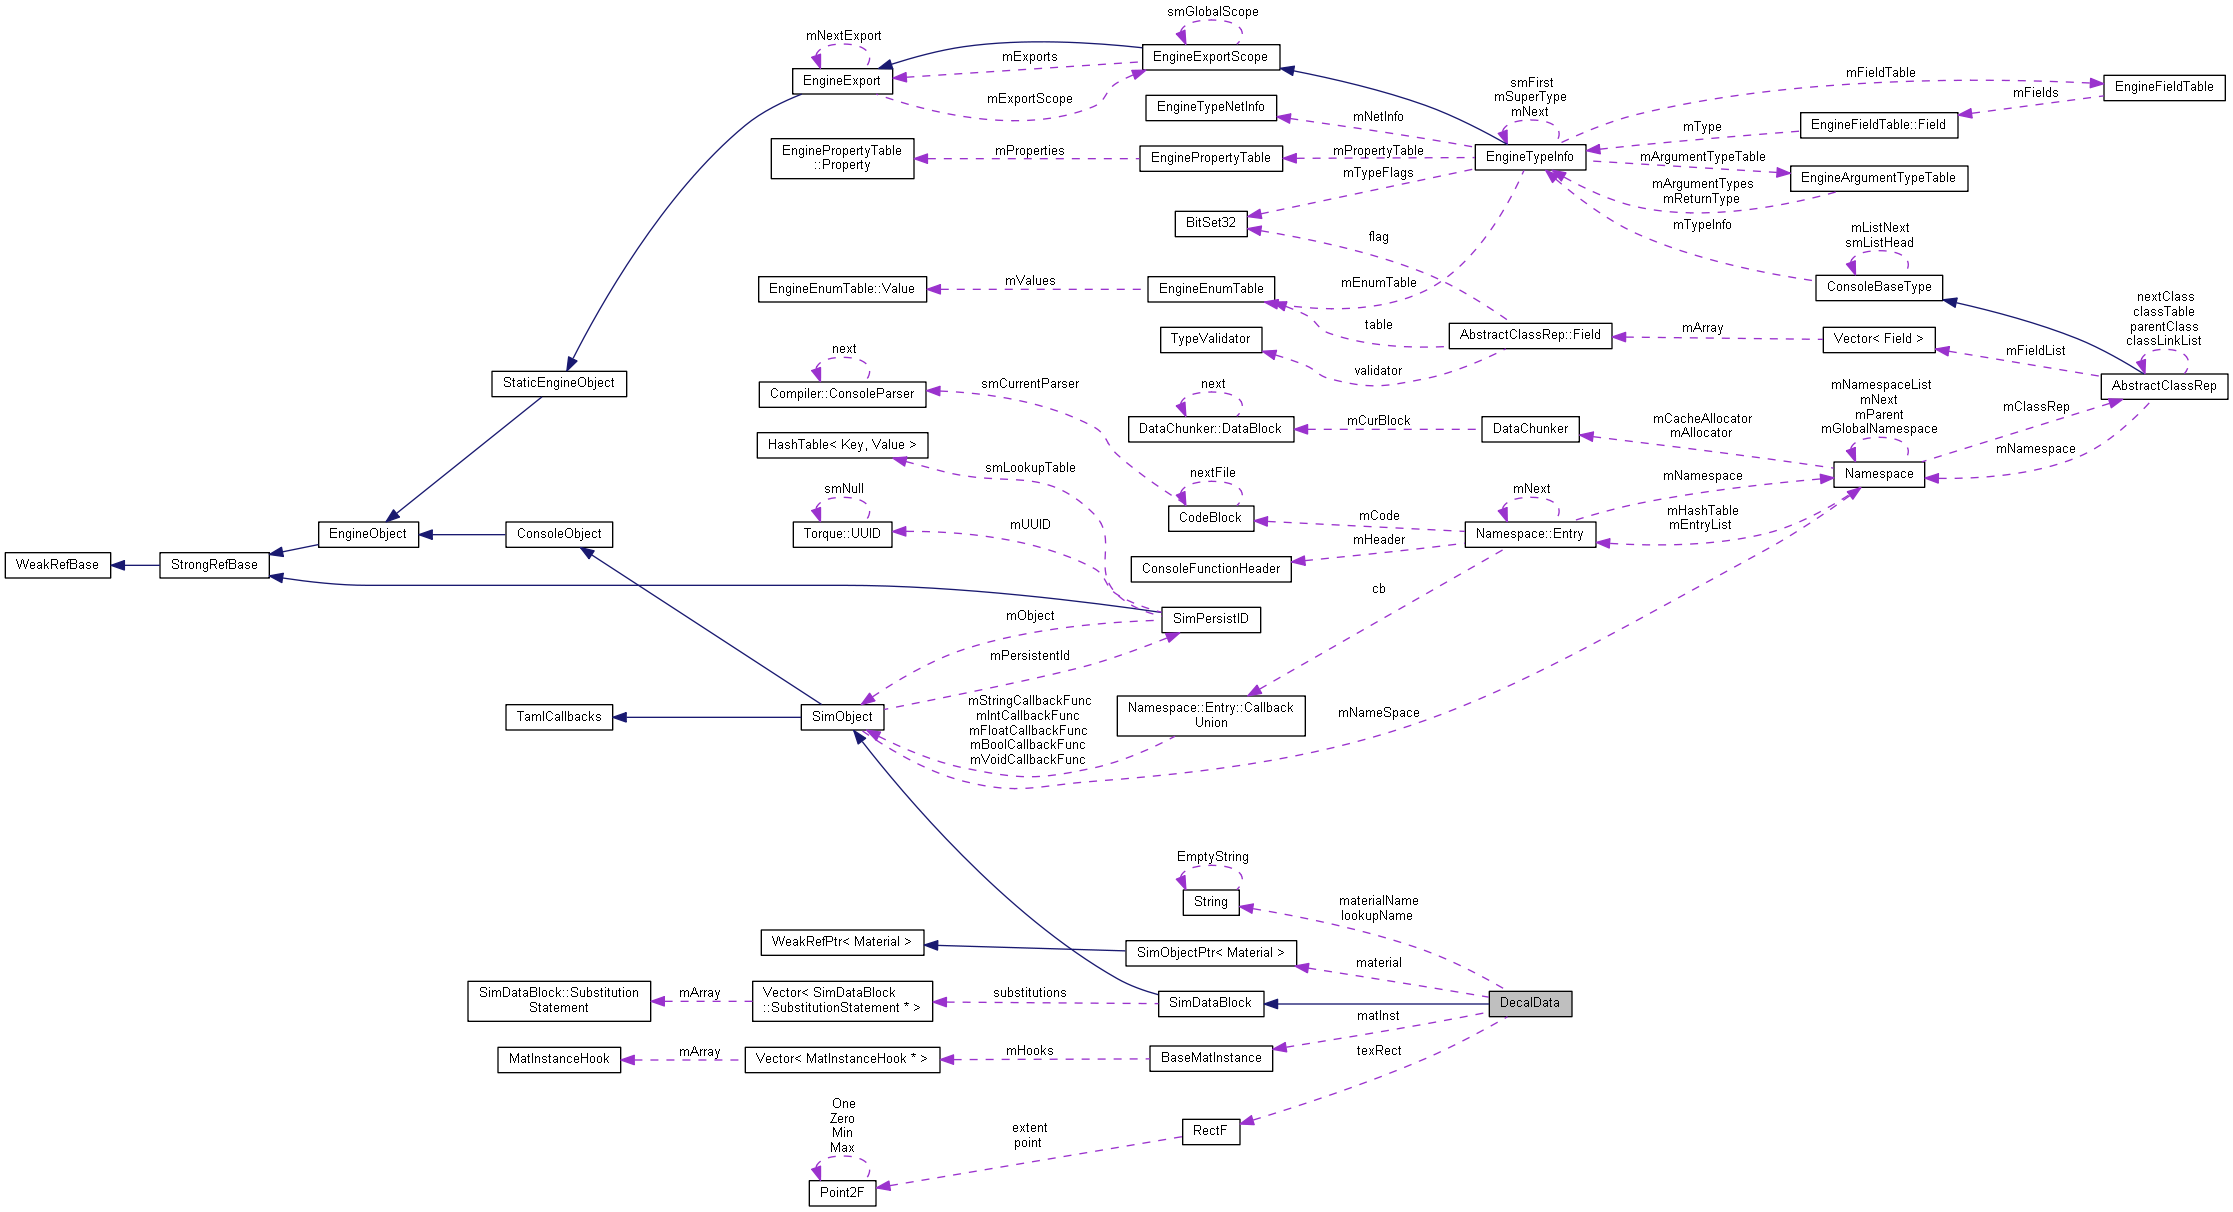 smGlobalScope
mNextExport
EngineExportScope
mExports
EngineExport
mExportScope
smFirst
mSuperType
mNext
mFieldTable
EngineFieldTable
mFields
EngineTypeNetInfo
mNetInfo
mType
EngineFieldTable::Field
EnginePropertyTable
::Property
mProperties
EnginePropertyTable
mPropertyTable
EngineTypeInfo
mArgumentTypeTable
EngineArgumentTypeTable
mTypeFlags
mArgumentTypes
mReturnType
BitSet32
flag
mTypeInfo
mListNext
smListHead
ConsoleBaseType
EngineEnumTable::Value
mValues
EngineEnumTable
mEnumTable
nextClass
classTable
parentClass
classLinkList
table
TypeValidator
AbstractClassRep::Field
mArray
Vector< Field >
mFieldList
validator
AbstractClassRep
next
Compiler::ConsoleParser
smCurrentParser
next
DataChunker::DataBlock
mCurBlock
DataChunker
mCacheAllocator
mAllocator
mNamespaceList
mNext
mParent
mGlobalNamespace
mClassRep
mNamespace
Namespace
StaticEngineObject
HashTable< Key, Value >
smLookupTable
nextFile
CodeBlock
mCode
mNext
Namespace::Entry
mNamespace
mHashTable
mEntryList
smNull
Torque::UUID
mUUID
mHeader
ConsoleFunctionHeader
EngineObject
ConsoleObject
WeakRefBase
StrongRefBase
cb
mObject
SimPersistID
mPersistentId
TamlCallbacks
SimObject
mStringCallbackFunc
mIntCallbackFunc
mFloatCallbackFunc
mBoolCallbackFunc
mVoidCallbackFunc
Namespace::Entry::Callback
Union
mNameSpace
EmptyString
String
materialName
lookupName
WeakRefPtr< Material >
SimObjectPtr< Material >
material
SimDataBlock::Substitution
Statement
mArray
Vector< SimDataBlock
::SubstitutionStatement * >
substitutions
SimDataBlock
DecalData
matInst
MatInstanceHook
mArray
Vector< MatInstanceHook * >
mHooks
BaseMatInstance
texRect
One
Zero
Min
Max
Point2F
extent
point
RectF